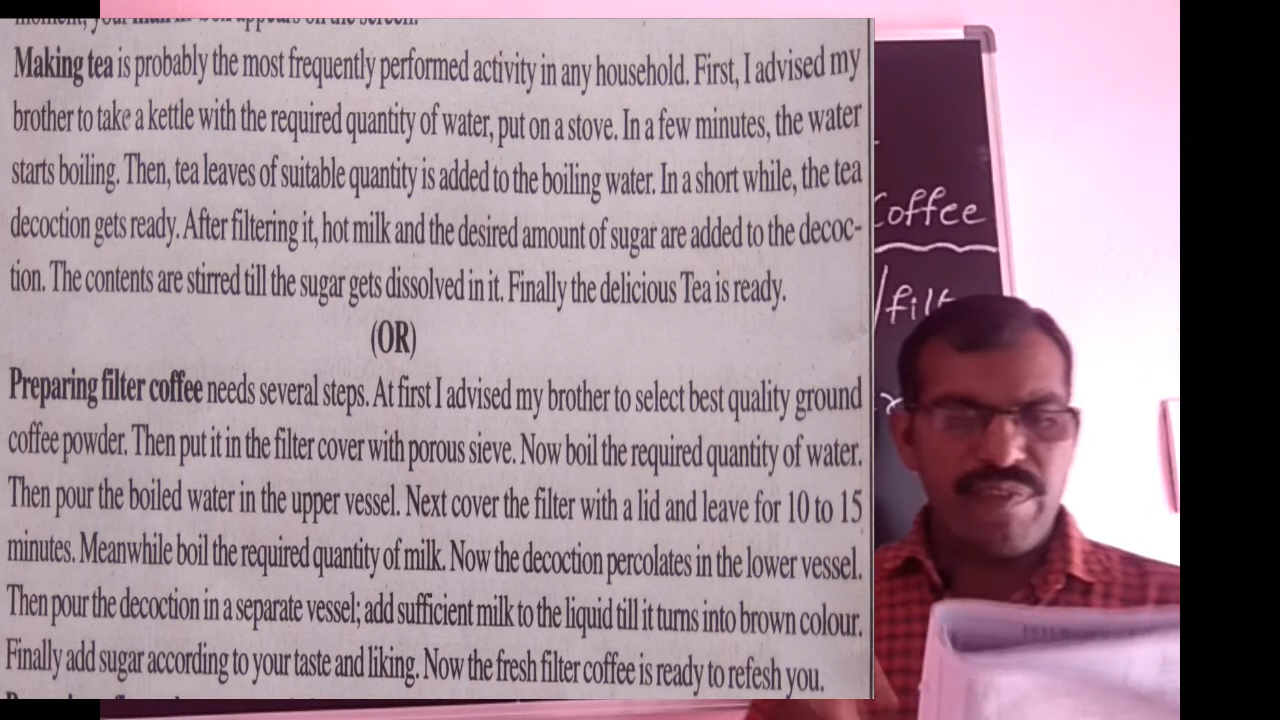 Making tea is probably the most frequently performed activity in any household. First, I advised my
brother to take a kettle with the required quantity of water, put on a stove. In a few minutes, the water
starts boiling. Then, tea leaves of suitable quantity is added to the boiling water. In a short while, the tea
decoction gets ready. After filtering it, hot milk and the desired amount of sugar are added to the decoc-
tion. The contents are stirred till the sugar gets dissolved in it. Finally the delicious Tea is ready.
(OR)
Preparing filter coffee needs several steps. At first I advised my brother to select best quality ground
coffee powder. Then put it in the filter cover with porous sieve. Now boil the required quantity of water.
Then pour the boiled water in the upper vessel. Next cover the filter with a lid and leave for 10 to 15
minutes. Meanwhile boil the required quantity of milk. Now the decoction percolates in the lower vessel.
Then pour the decoction in a separate vessel; add sufficient milk to the liquid till it turns into brown colour.
Finally add sugar according to your taste and liking. Now the fresh filter coffee is ready to refesh you.
Coffee